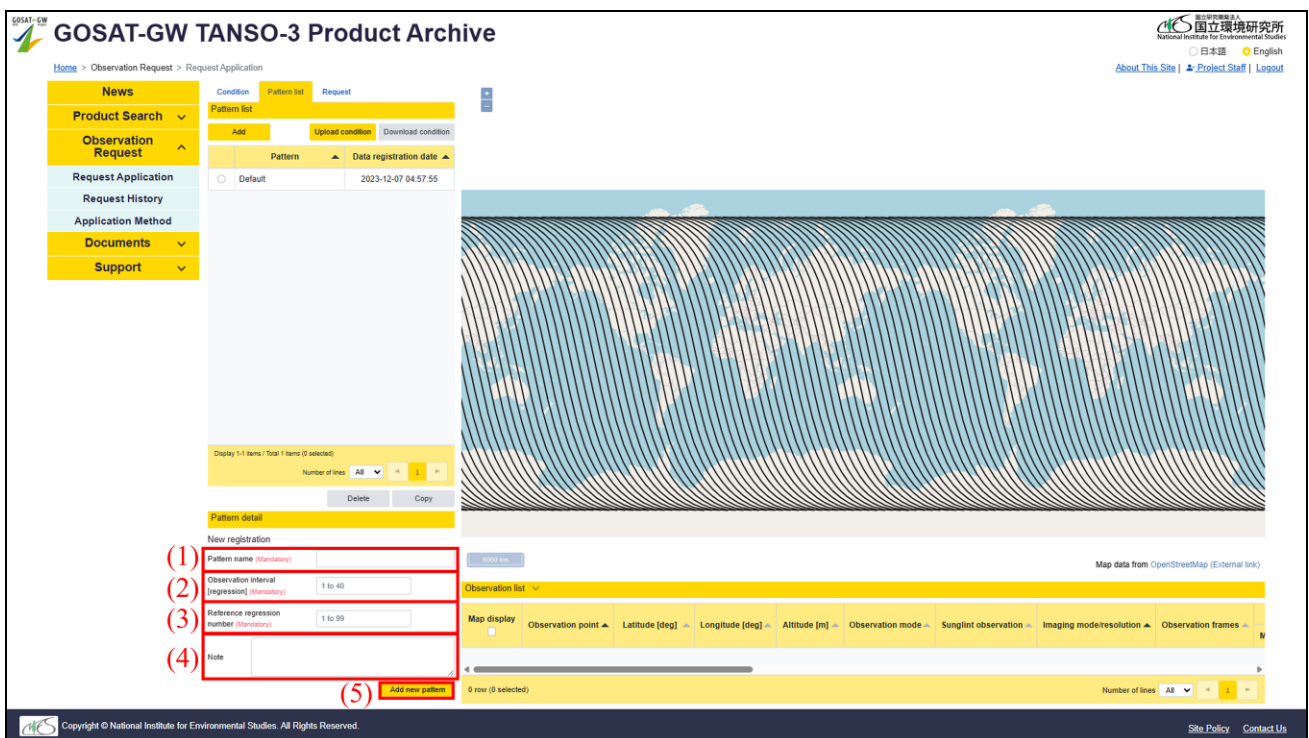 GOSAT-GW
GOSAT-GW TANSO-3 Product Archive
国立研究開発法人
国立環境研究所
National Institute for Environmental Studies
日本語 English
Home > Observation Request > Request Application
About This Site | Project Staff | Logout
News
Product Search
Observation Request
Request Application
Request History
Application Method
Documents
Support
Condition Pattern list Request
Pattern list
Add Upload condition Download condition
Pattern Data registration date
Default 2023-12-07 04:57:55
Display 1-1 items / Total 1 items (0 selected)
Number of lines All 1
Delete Copy
Pattern detail
New registration
(1) Pattern name (Mandatory)
(2) Observation interval [regression] (Mandatory) 1 to 40
(3) Reference regression number (Mandatory) 1 to 99
(4) Note
(5) Add new pattern
+
−
5000 km
Map data from OpenStreetMap (External link)
Observation list
Map display Observation point Latitude [deg] Longitude [deg] Altitude [m] Observation mode Sunglint observation Imaging mode/resolution Observation frames M
0 row (0 selected) Number of lines All 1
NIES Copyright © National Institute for Environmental Studies. All Rights Reserved.
Site Policy Contact Us